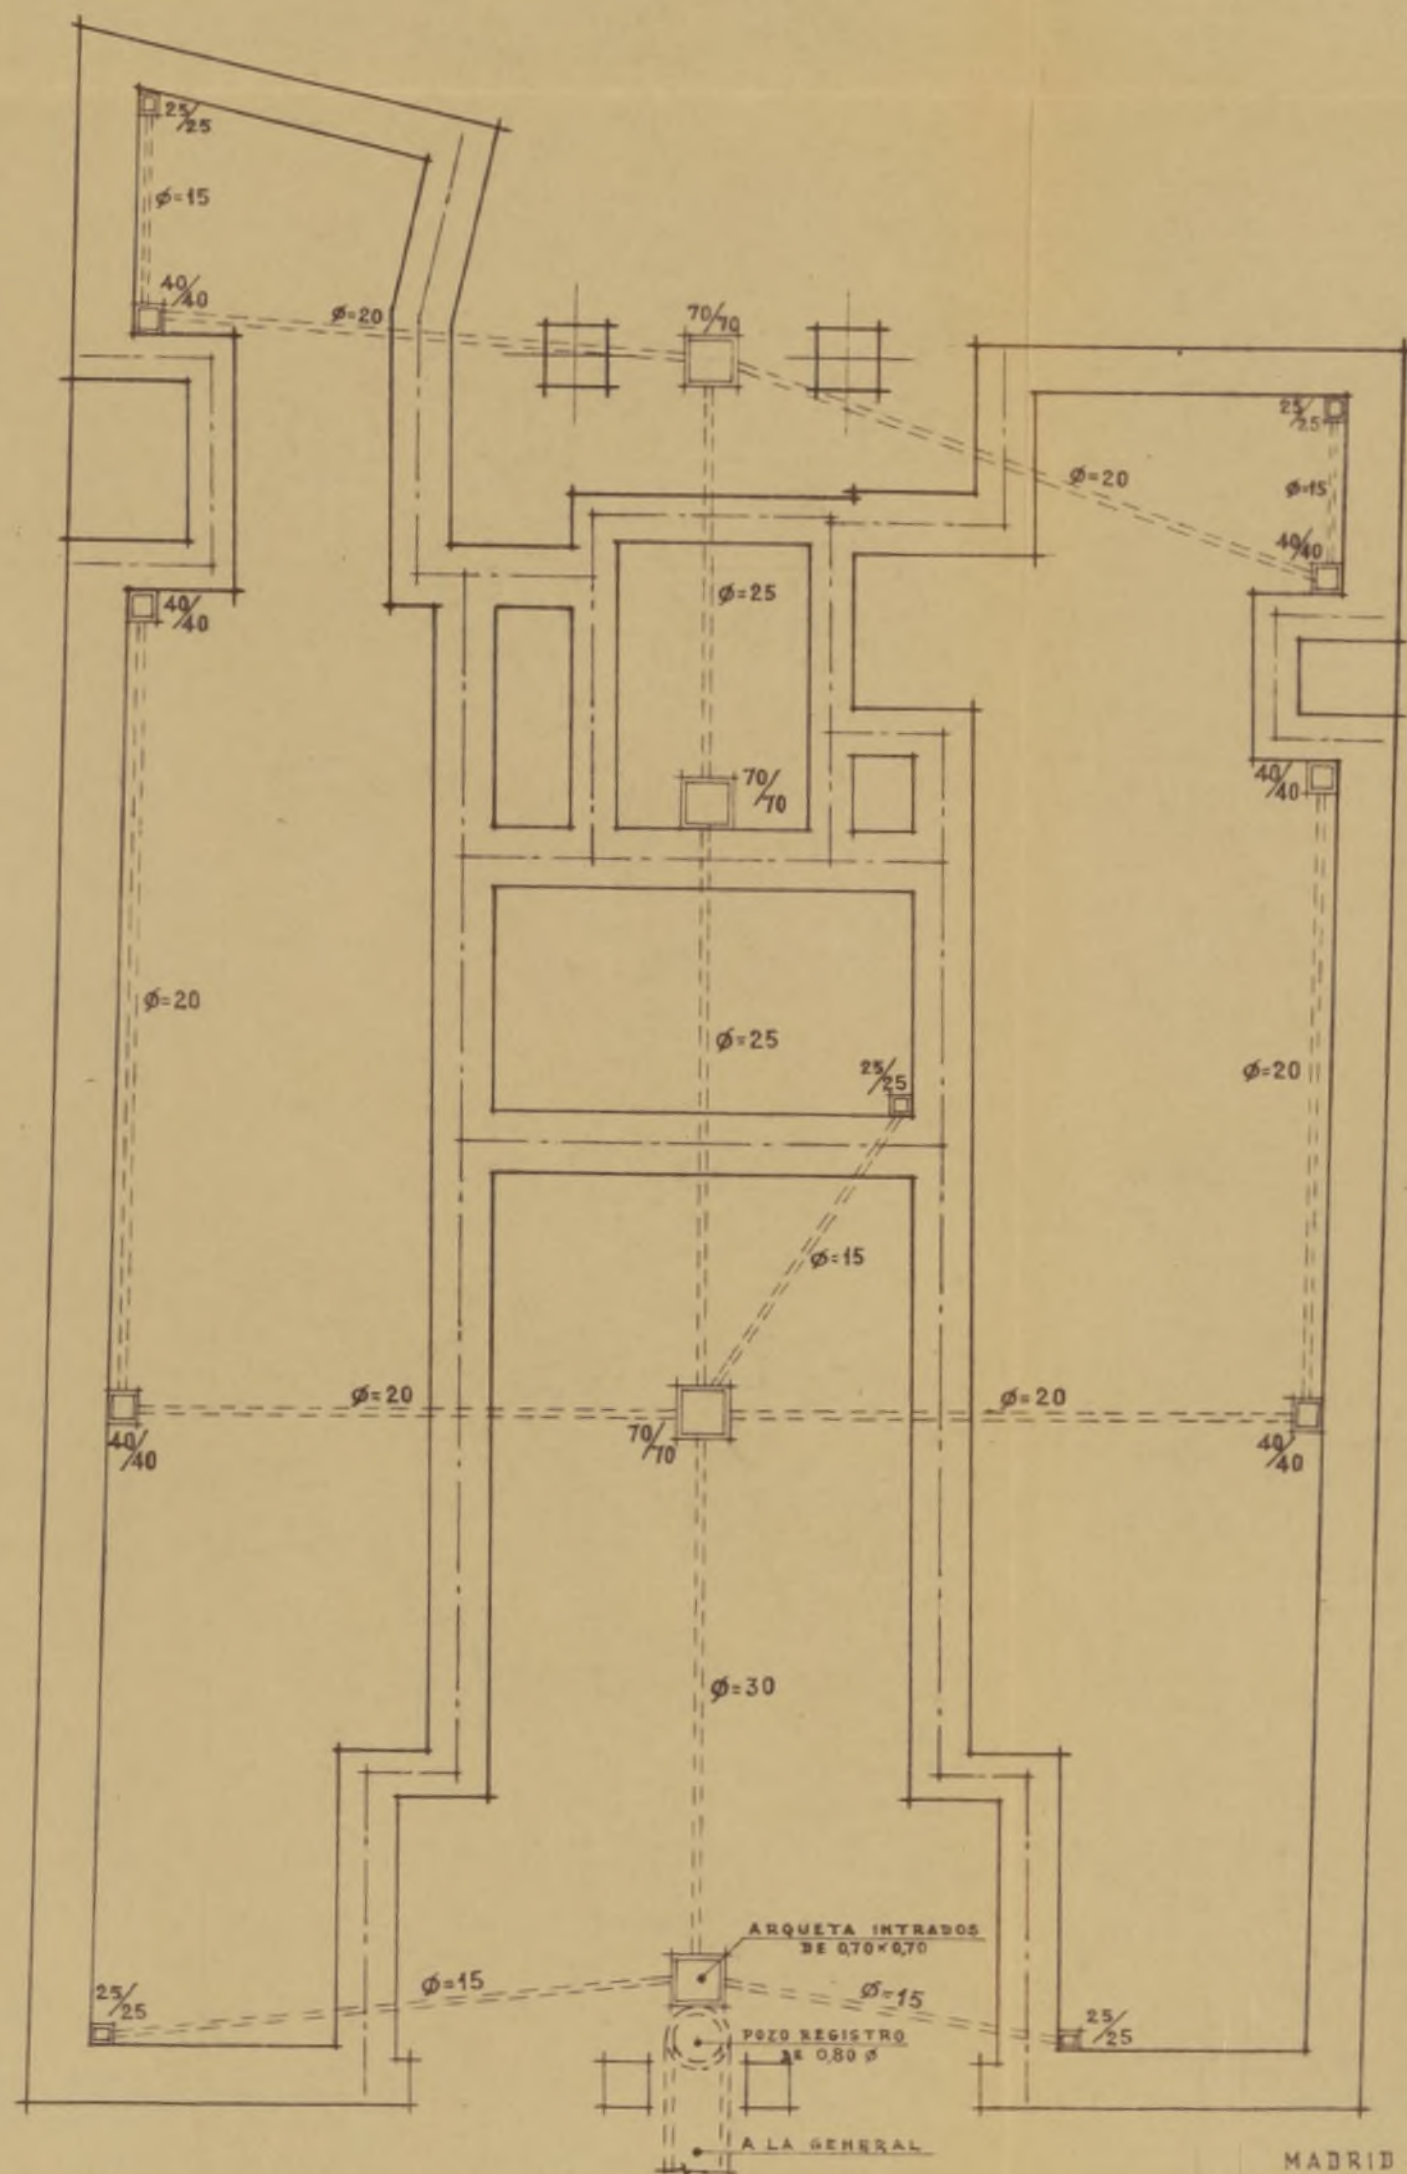 25/25
Ø=15
40/40
Ø=20
70/70
25/25
Ø=20
Ø=15
40/40
40/40
Ø=25
70/70
40/40
Ø=20
Ø=25
25/25
Ø=20
Ø=15
Ø=20
Ø=20
40/40
70/70
40/40
Ø=30
ARQUETA INTRADOS
DE 0,70×0,70
Ø=15
Ø=15
25/25
25/25
POZO REGISTRO
DE 0,80 Ø
A LA GENERAL
MADRID